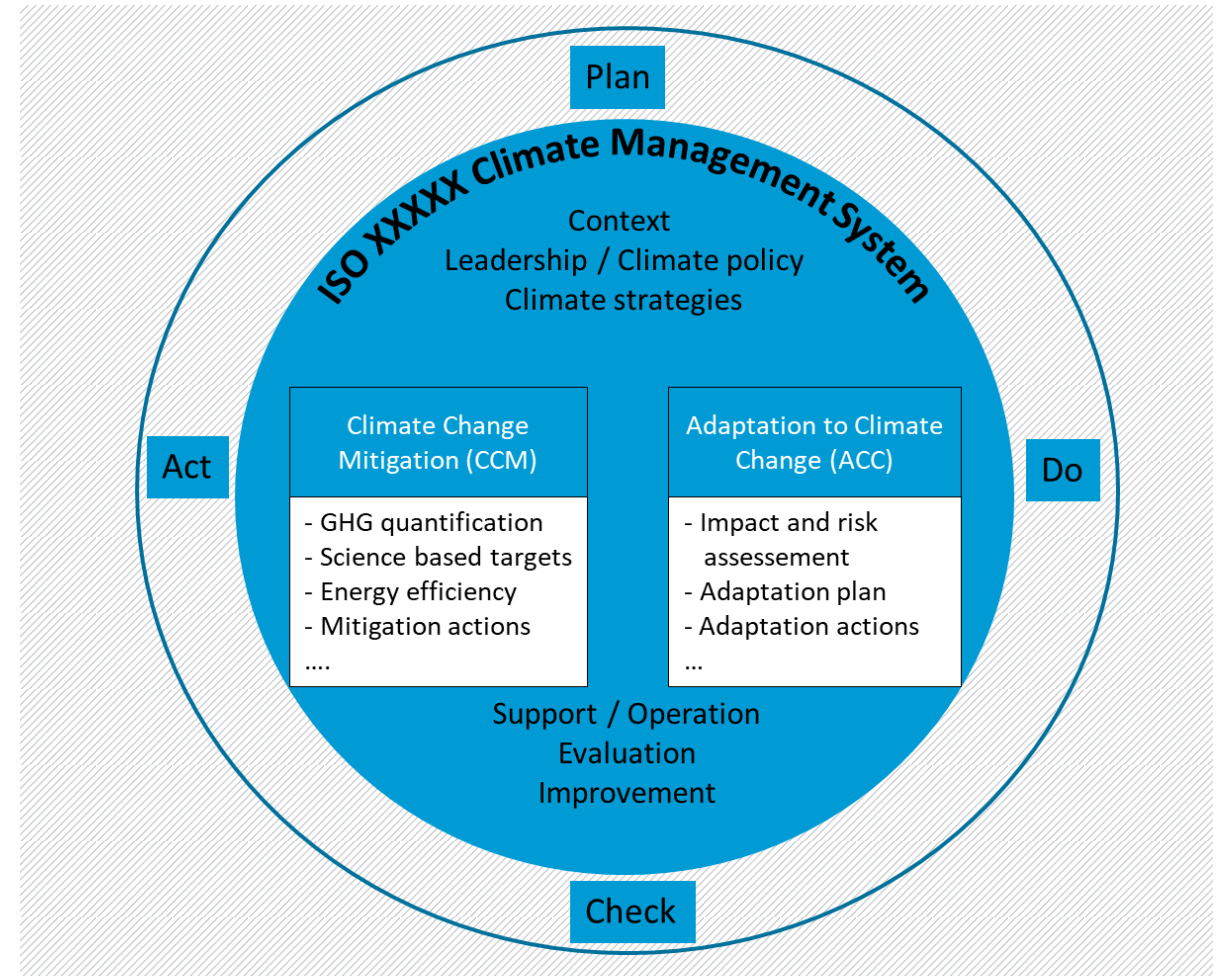 Plan
ISO XXXXX Climate Management System
Context
Leadership / Climate policy
Climate strategies
Climate Change
Mitigation (CCM)
- GHG quantification
- Science based targets
- Energy efficiency
- Mitigation actions
....
Adaptation to Climate
Change (ACC)
- Impact and risk
assessement
- Adaptation plan
- Adaptation actions
...
Act
Do
Support / Operation
Evaluation
Improvement
Check